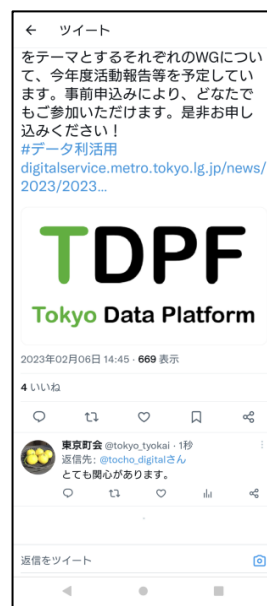 ツイート
をテーマとするそれぞれのWGについ
て、今年度活動報告等を予定してい
ます。事前申込みにより、どなたで
もご参加いただけます。是非お申し
込みください！
#データ利活用
digitalservice.metro.tokyo.lg.jp/news/
2023/2023...
TDPF
Tokyo Data Platform
2023年02月06日 14:45・669 表示
4 いいね
東京町会 @tokyo_tyokai・1秒
返信先: @tocho_digitalさん
とても関心があります。
返信をツイート